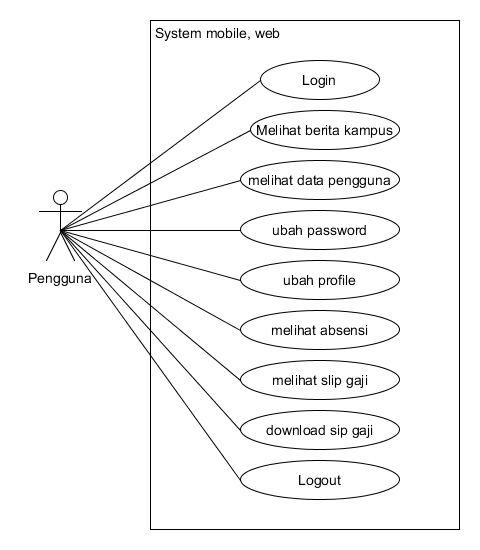 System mobile, web
Login
Melihat berita kampus
melihat data pengguna
ubah password
Pengguna
ubah profile
melihat absensi
melihat slip gaji
download sip gaji
Logout